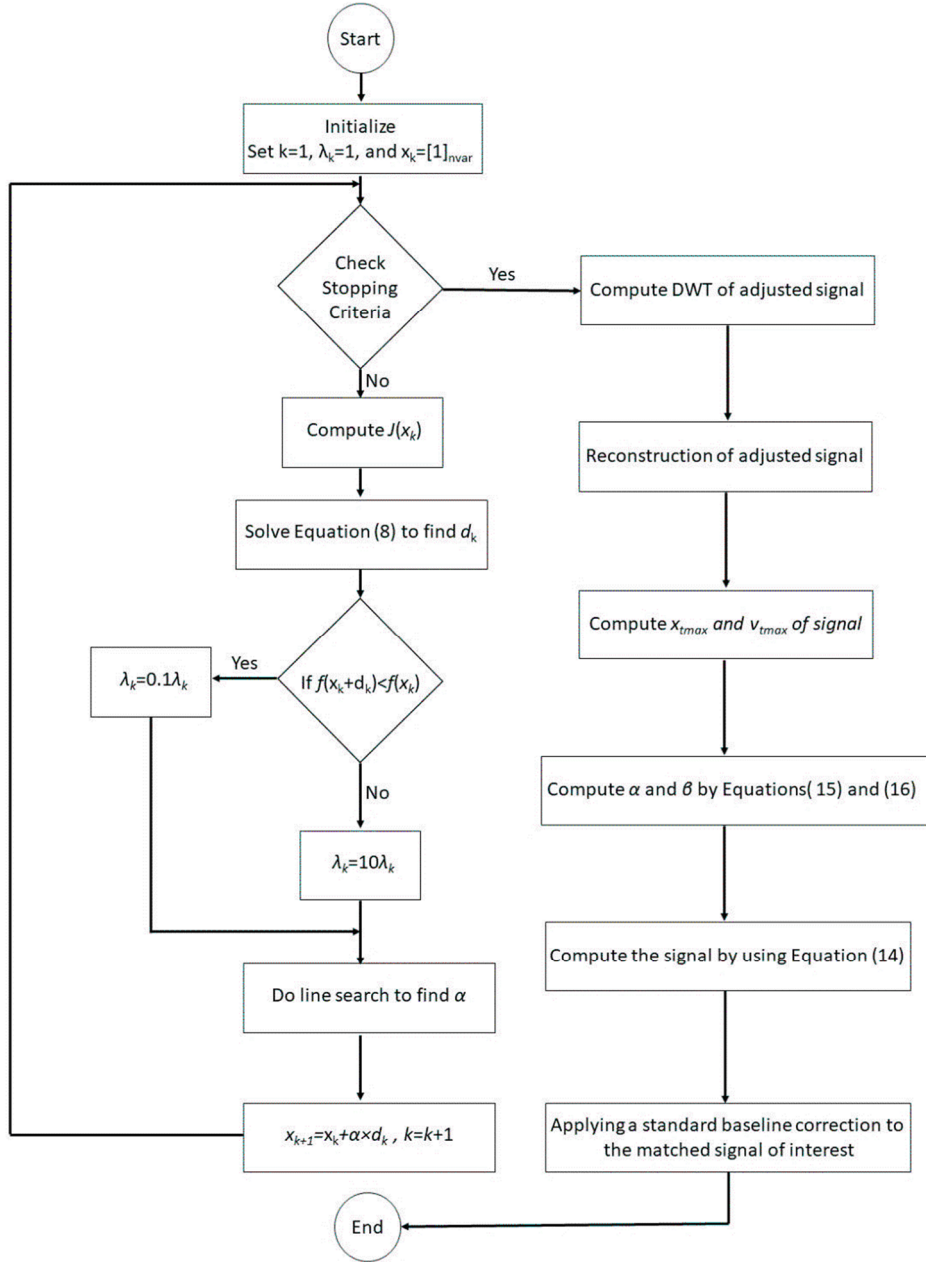 Start
Initialize
Set k=1, λk=1, and xk=[1]nvar
Check
Stopping
Criteria
Yes
Compute DWT of adjusted signal
No
Compute J(xk)
Reconstruction of adjusted signal
Solve Equation (8) to find dk
Compute xtmax and vtmax of signal
Yes
λk=0.1λk
If f(xk+dk)<f(xk)
No
Compute α and β by Equations( 15) and (16)
λk=10λk
Compute the signal by using Equation (14)
Do line search to find α
xk+1=xk+α×dk , k=k+1
Applying a standard baseline correction to
the matched signal of interest
End